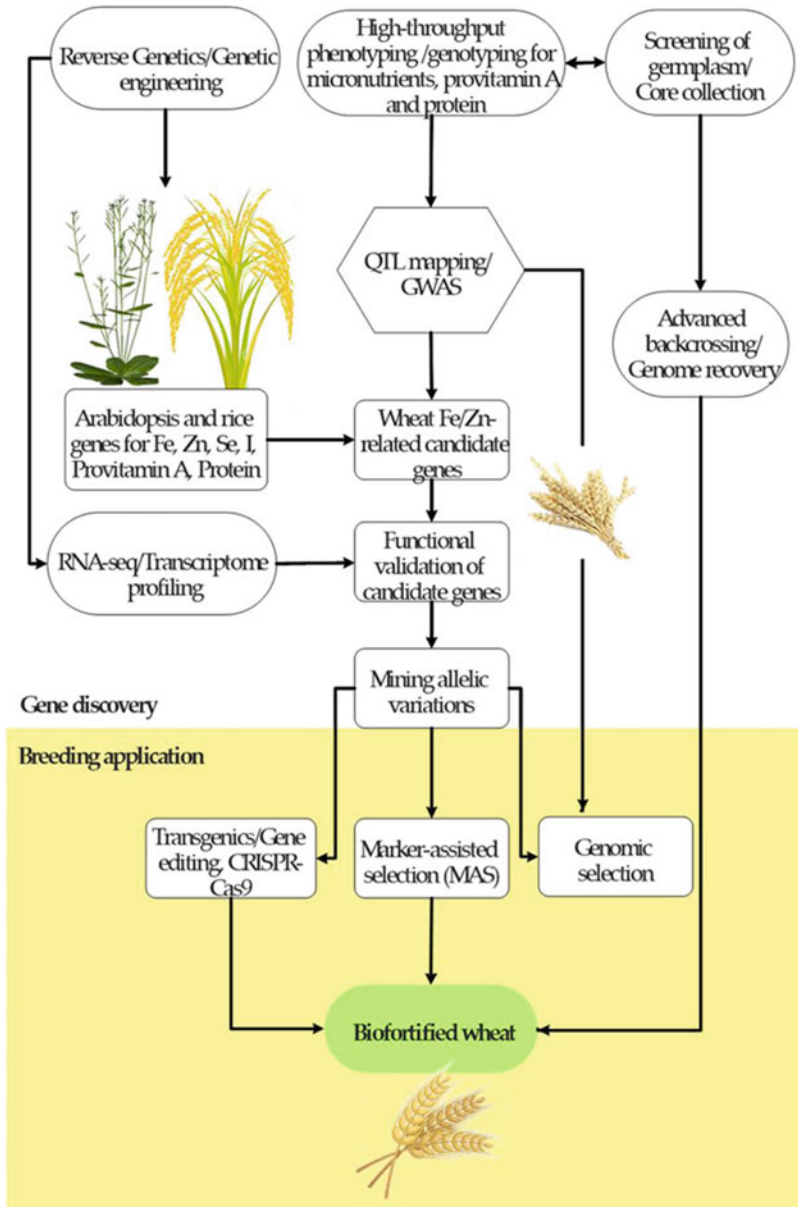 Reverse Genetics/Genetic
engineering
High-throughput
phenotyping /genotyping for
micronutrients, provitamin A
and protein
Screening of
germplasm/
Core collection
QTL mapping/
GWAS
Advanced
backcrossing/
Genome recovery
Arabidopsis and rice
genes for Fe, Zn, Se, I,
Provitamin A, Protein
Wheat Fe/Zn-
related candidate
genes
RNA-seq/Transcriptome
profiling
Functional
validation of
candidate genes
Mining allelic
variations
Gene discovery
Breeding application
Transgenics/Gene
editing, CRISPR-
Cas9
Marker-assisted
selection (MAS)
Genomic
selection
Biofortified wheat